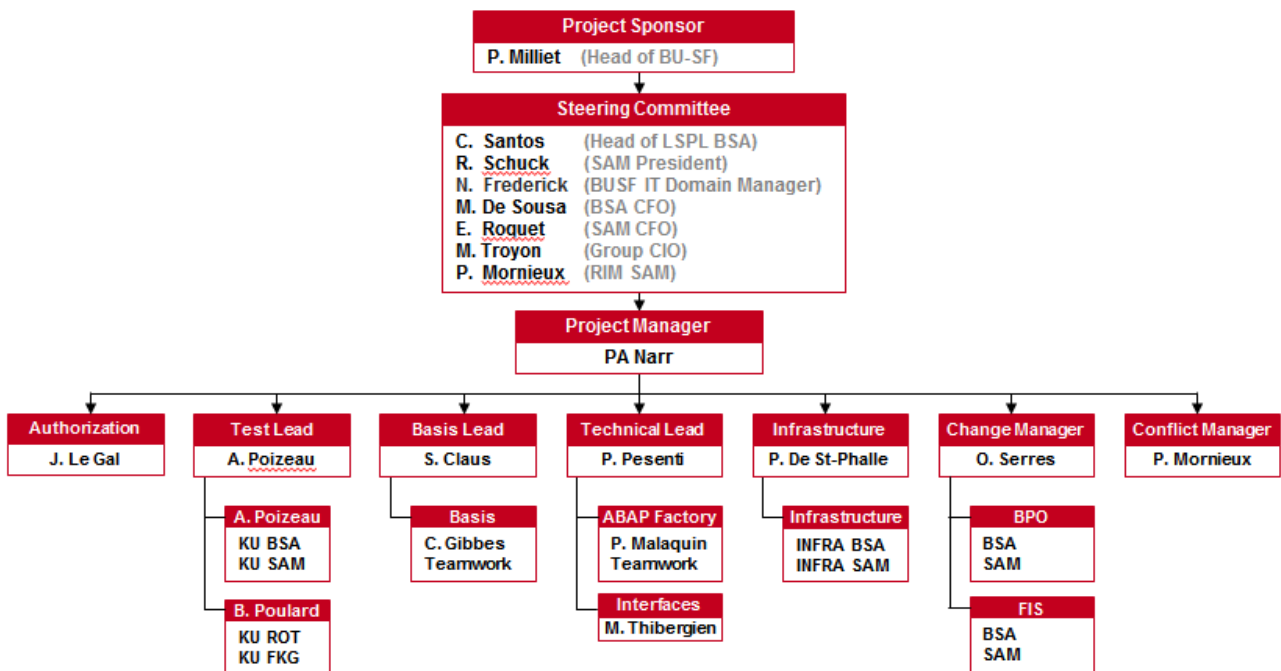 Project Sponsor
P. Milliet (Head of BU-SF)
Steering Committee
C. Santos (Head of LSPL BSA)
R. Schuck (SAM President)
N. Frederick (BUSF IT Domain Manager)
M. De Sousa (BSA CFO)
E. Roquet (SAM CFO)
M. Troyon (Group CIO)
P. Mornieux (RIM SAM)
Project Manager
PA Narr
Authorization
J. Le Gal
Test Lead
A. Poizeau
A. Poizeau
KU BSA
KU SAM
B. Poulard
KU ROT
KU FKG
Basis Lead
S. Claus
Basis
C. Gibbes
Teamwork
Technical Lead
P. Pesenti
ABAP Factory
P. Malaquin
Teamwork
Interfaces
M. Thibergien
Infrastructure
P. De St-Phalle
Infrastructure
INFRA BSA
INFRA SAM
Change Manager
O. Serres
BPO
BSA
SAM
FIS
BSA
SAM
Conflict Manager
P. Mornieux